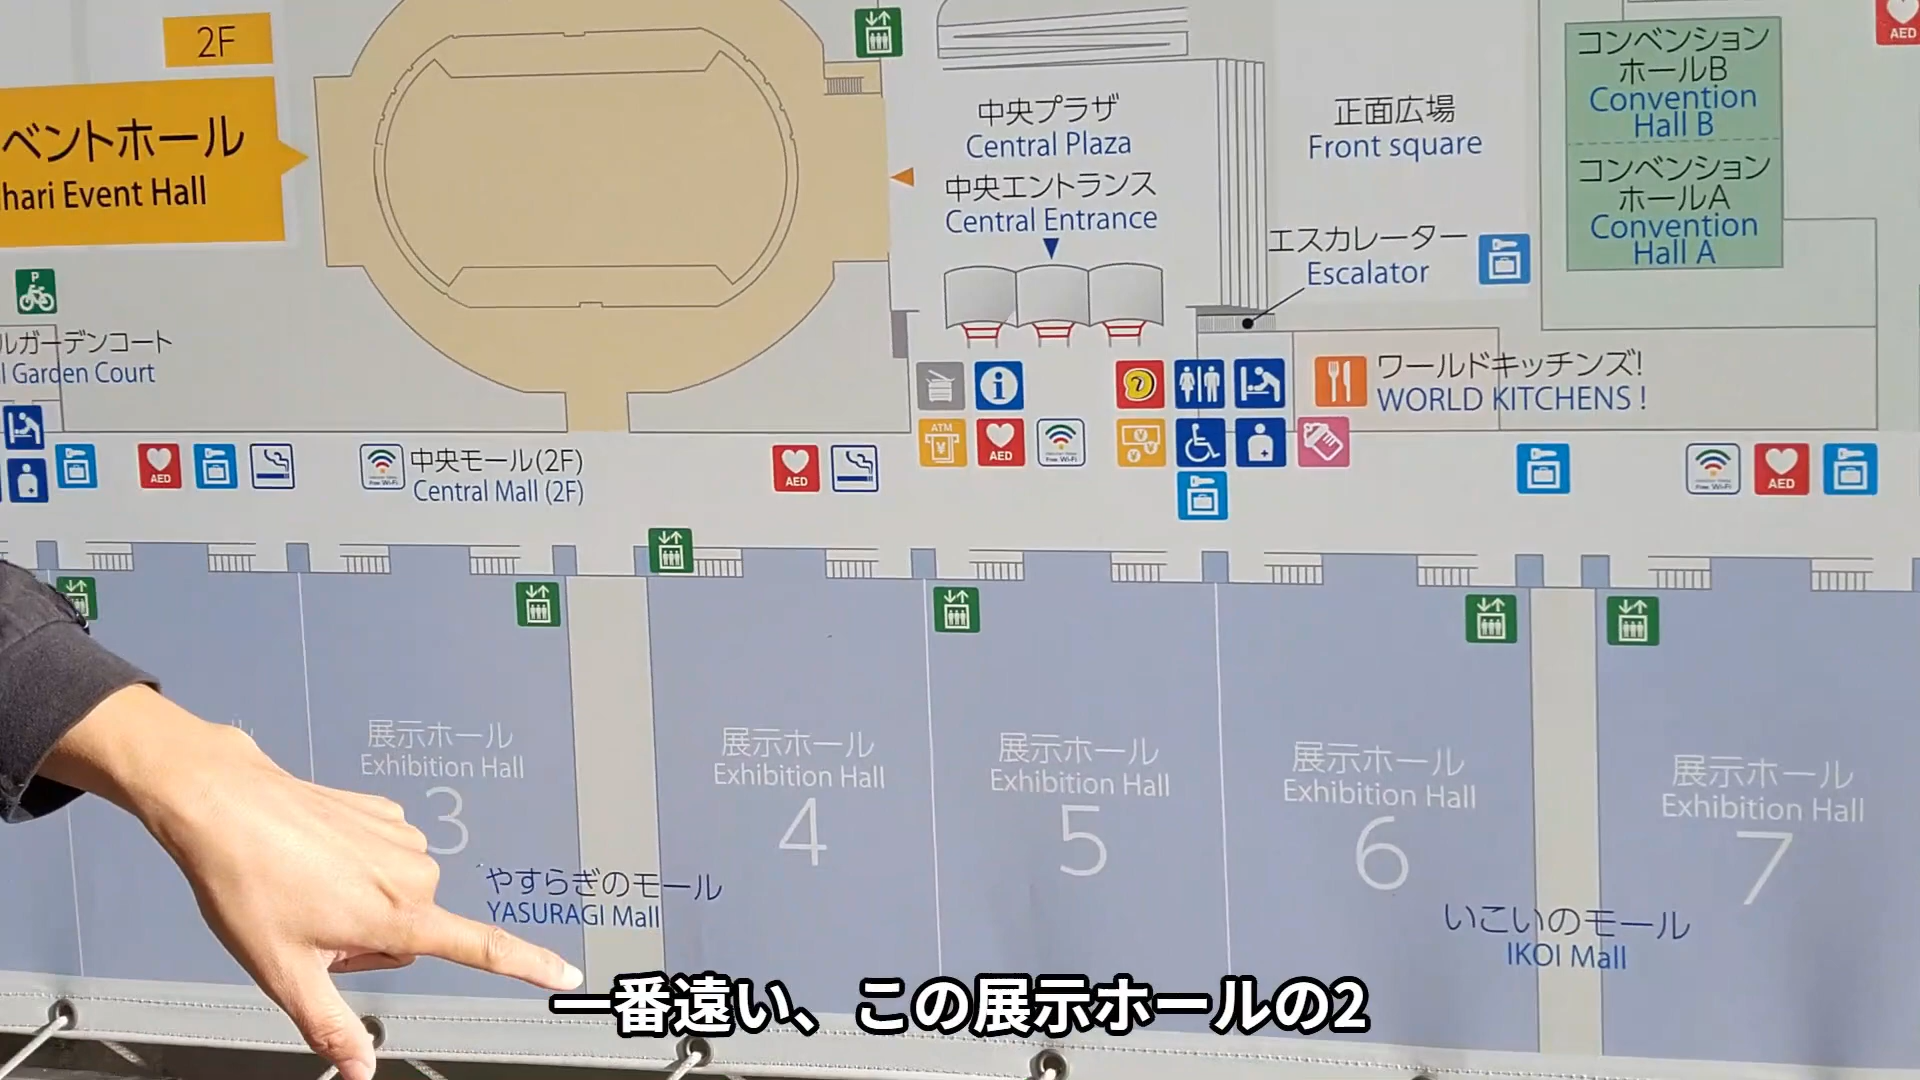 2F
ベントホール
hari Event Hall
中央プラザ
Central Plaza
中央エントランス
Central Entrance
正面広場
Front square
コンベンション
ホールB
Convention
Hall B
コンベンション
ホールA
Convention
Hall A
AED
エスカレーター
Escalator
P
ルガーデンコート
l Garden Court
ワールドキッチンズ!
WORLD KITCHENS !
ATM
AED
Wi-Fi
AED
中央モール(2F)
Central Mall (2F)
AED
AED
展示ホール
Exhibition Hall
3
展示ホール
Exhibition Hall
4
展示ホール
Exhibition Hall
5
展示ホール
Exhibition Hall
6
展示ホール
Exhibition Hall
7
やすらぎのモール
YASURAGI Mall
いこいのモール
IKOI Mall
一番遠い、この展示ホールの2